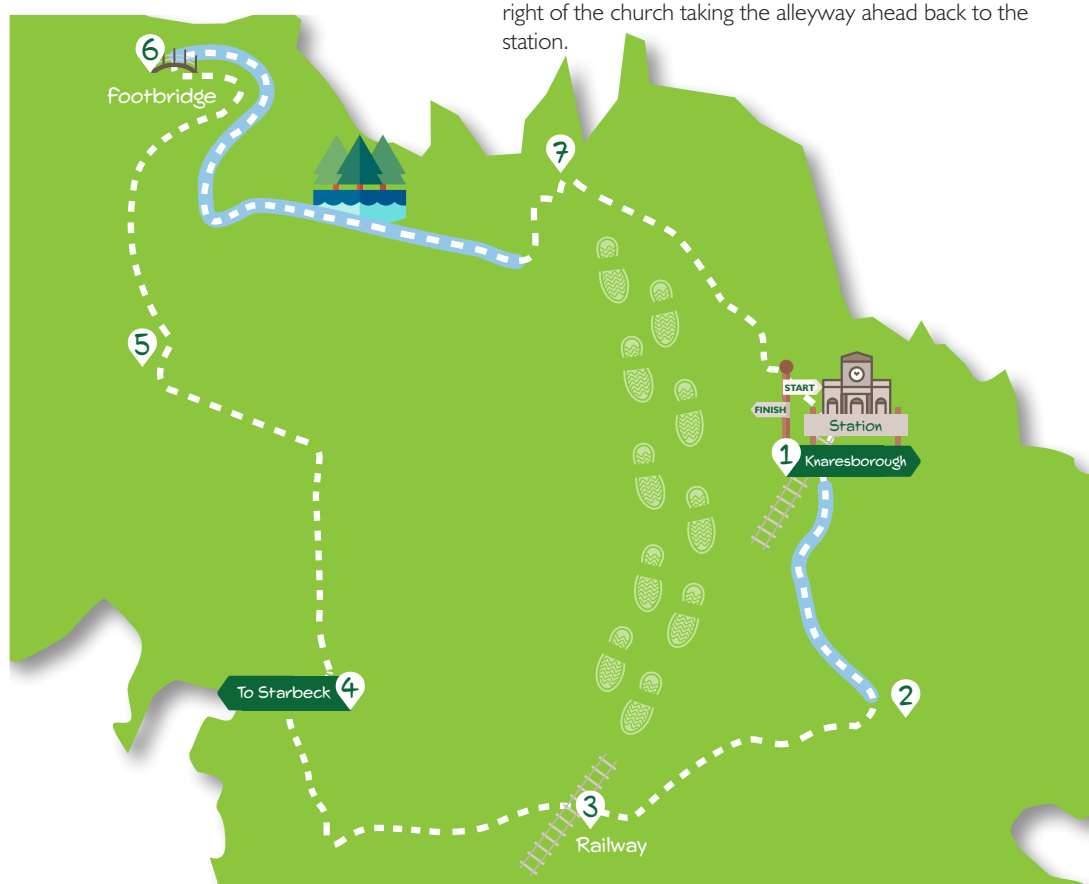 right of the church taking the alleyway ahead back to the
station.
6
footbridge
7
5
START
FINISH
Station
1 Knaresborough
To Starbeck 4
2
3
Railway